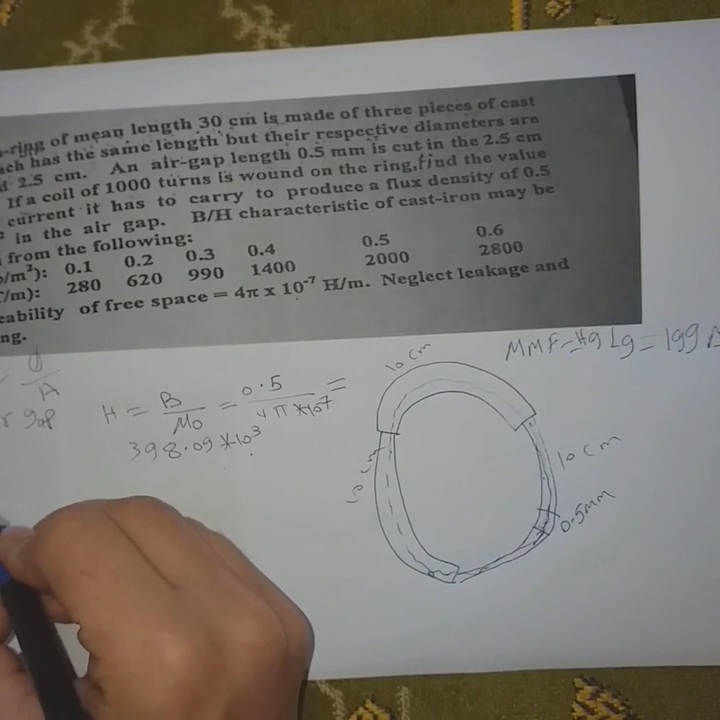 -ring of mean length 30 cm is made of three pieces of cast
ach has the same length but their respective diameters are
d 2.5 cm. An air-gap length 0.5 mm is cut in the 2.5 cm
If a coil of 1000 turns is wound on the ring, find the value
current it has to carry to produce a flux density of 0.5
² in the air gap. B/H characteristic of cast-iron may be
from the following:
b/m²): 0.1 0.2 0.3 0.4 0.5 0.6
/m): 280 620 990 1400 2000 2800
eability of free space = 4π x 10⁻⁷ H/m. Neglect leakage and
ng.
MMF = Hg Lg = 199 A
10 cm
Φ/A
r gap
H = B/M₀ = 0.5/4π*10⁻⁷ =
398.09*10³
10 cm
10 cm
0.5mm